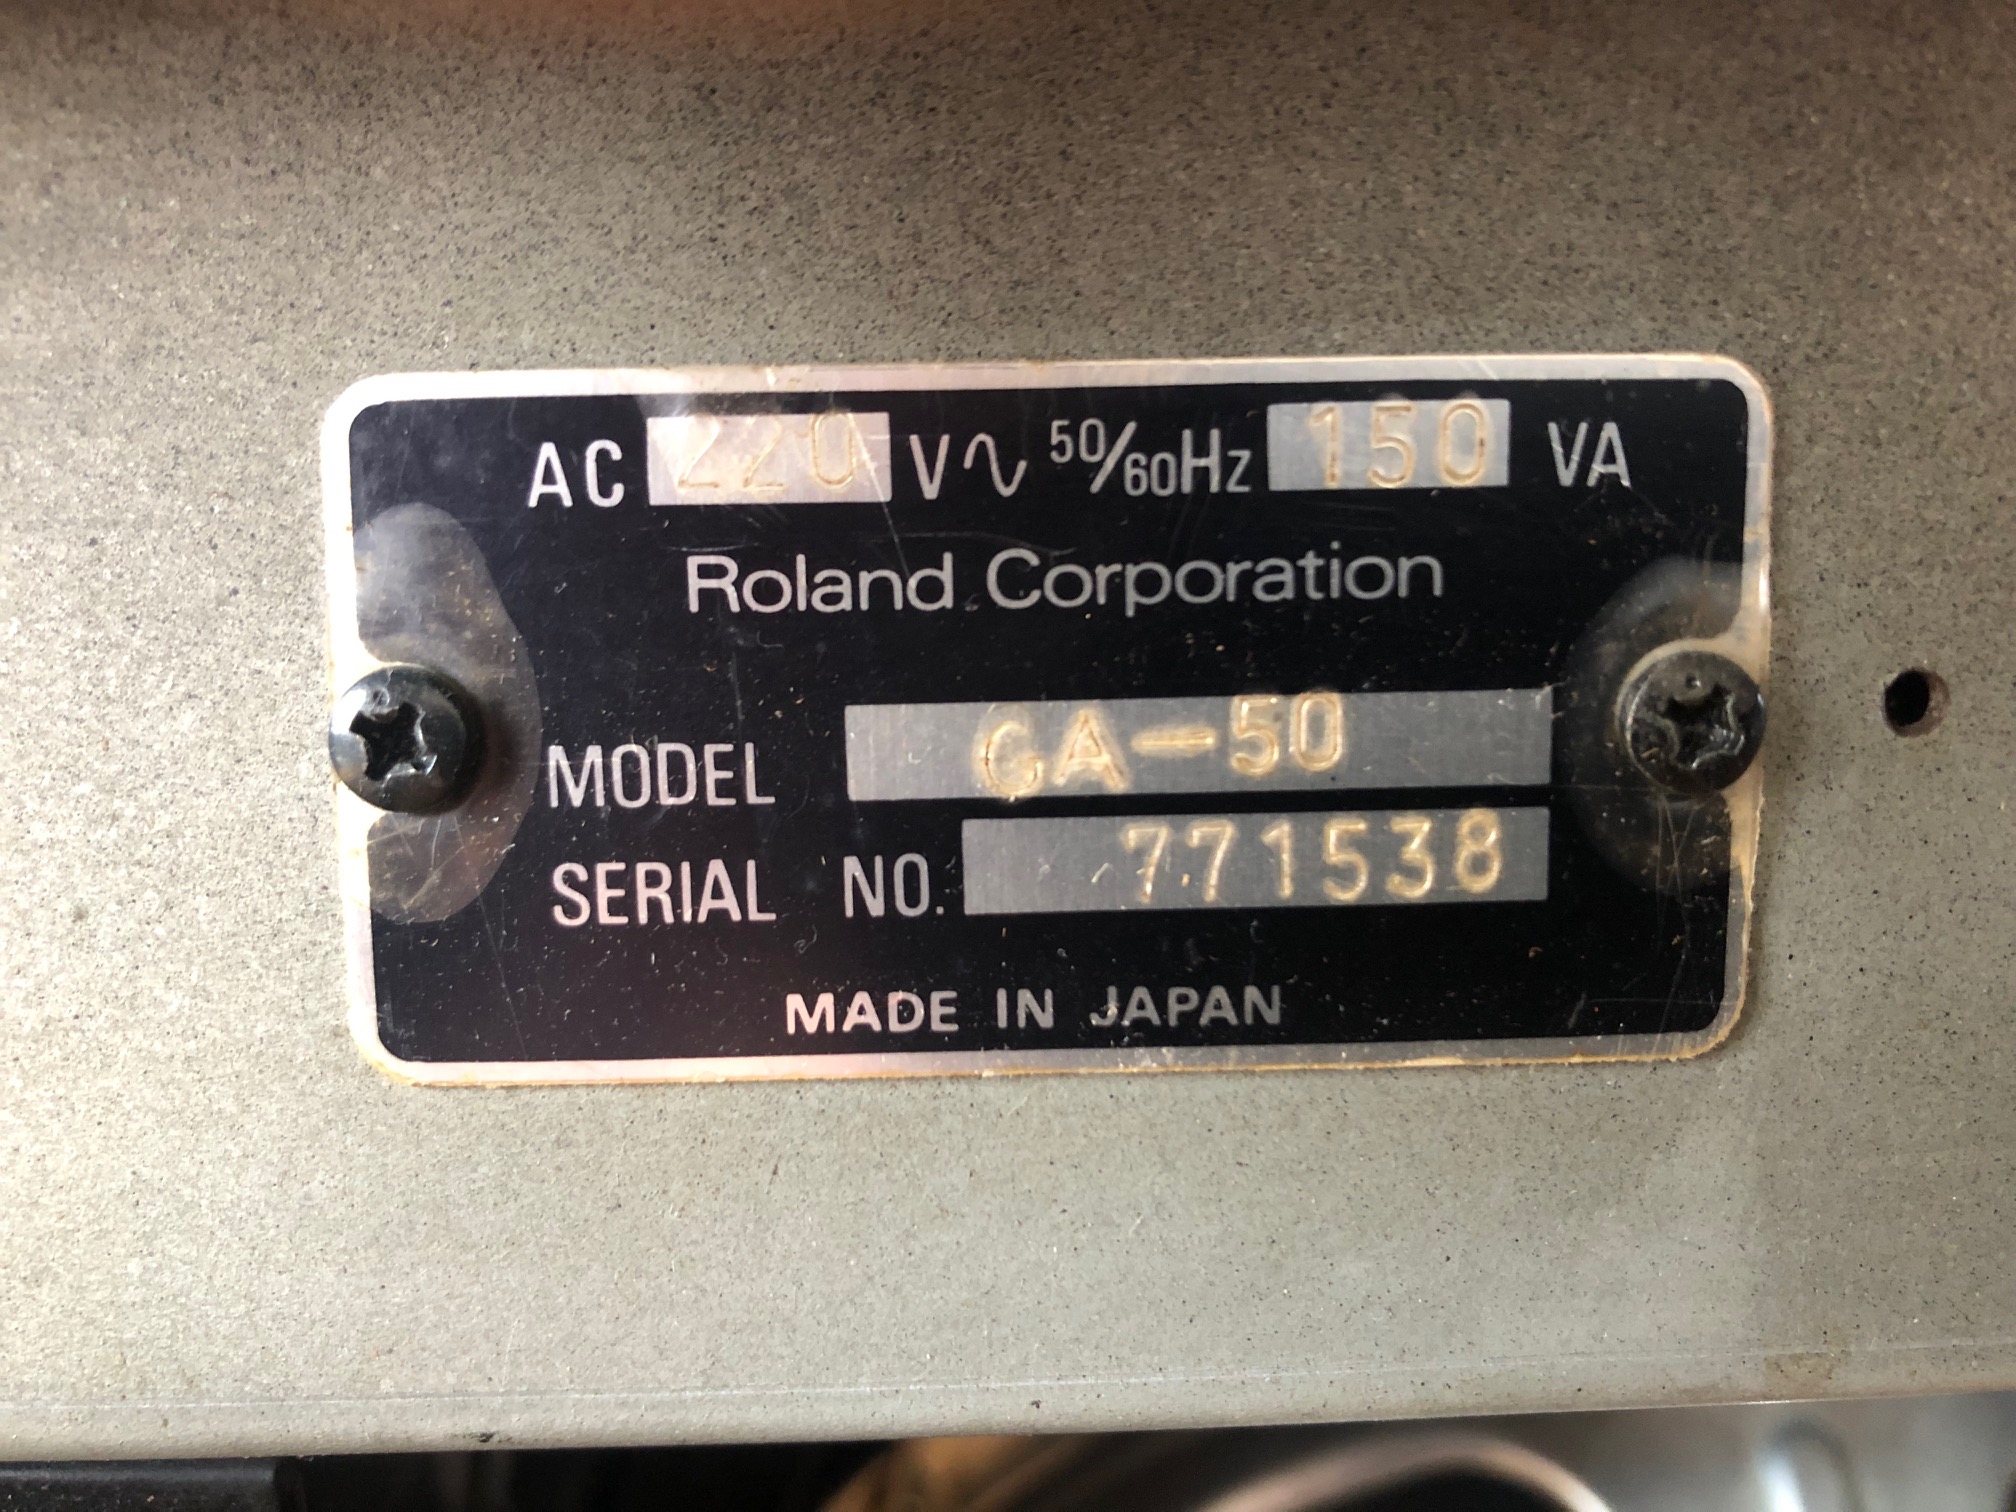 AC 220 V∿ 50/60Hz 150 VA
Roland Corporation
MODEL GA-50
SERIAL NO. 771538
MADE IN JAPAN